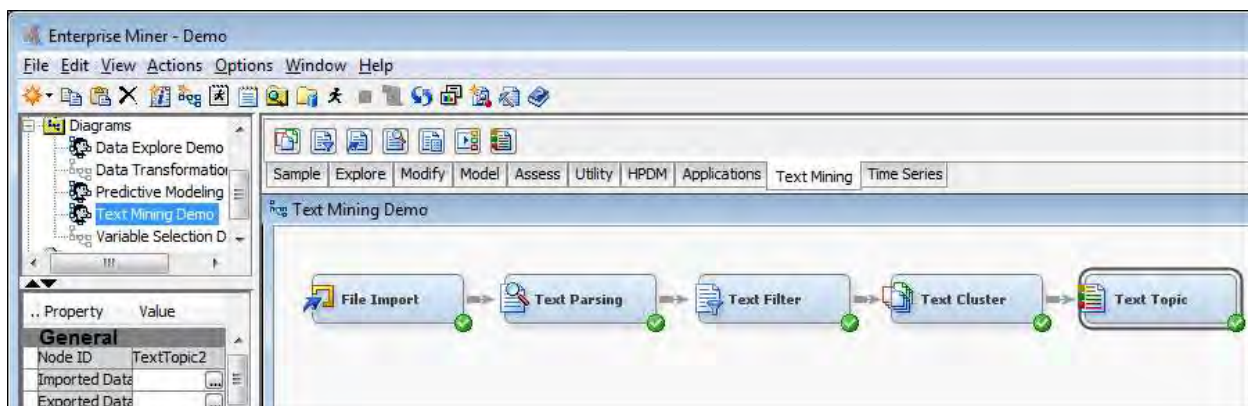 Enterprise Miner - Demo
File Edit View Actions Options Window Help
Diagrams
Data Explore Demo
Data Transformation
Predictive Modeling
Text Mining Demo
Variable Selection D
Sample Explore Modify Model Assess Utility HPDM Applications Text Mining Time Series
Text Mining Demo
File Import
Text Parsing
Text Filter
Text Cluster
Text Topic
.. Property Value
General
Node ID TextTopic2
Imported Data ...
Exported Data ...